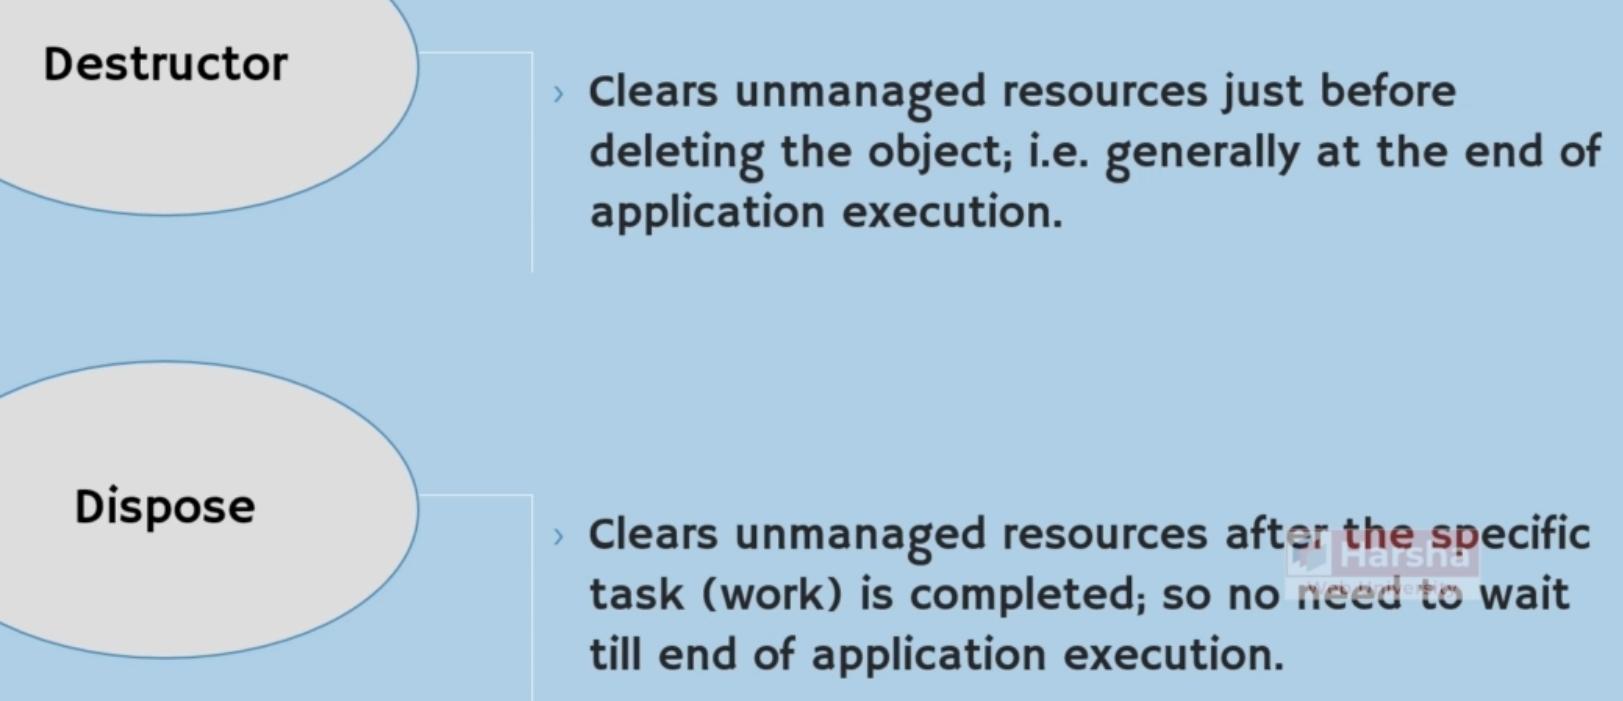 Destructor
› Clears unmanaged resources just before
deleting the object; i.e. generally at the end of
application execution.
Dispose
› Clears unmanaged resources after the specific
task (work) is completed; so no need to wait
till end of application execution.
Harsha
Web University